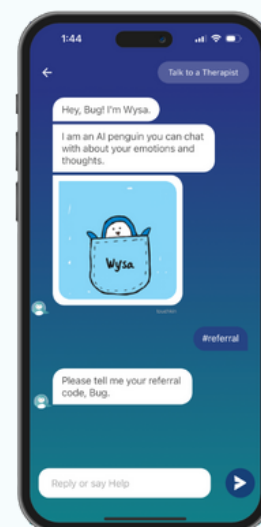 1:44
Talk to a Therapist
Hey, Bug! I'm Wysa.
I am an AI penguin you can chat
with about your emotions and
thoughts.
Wysa
#referral
Please tell me your referral
code, Bug.
Reply or say Help